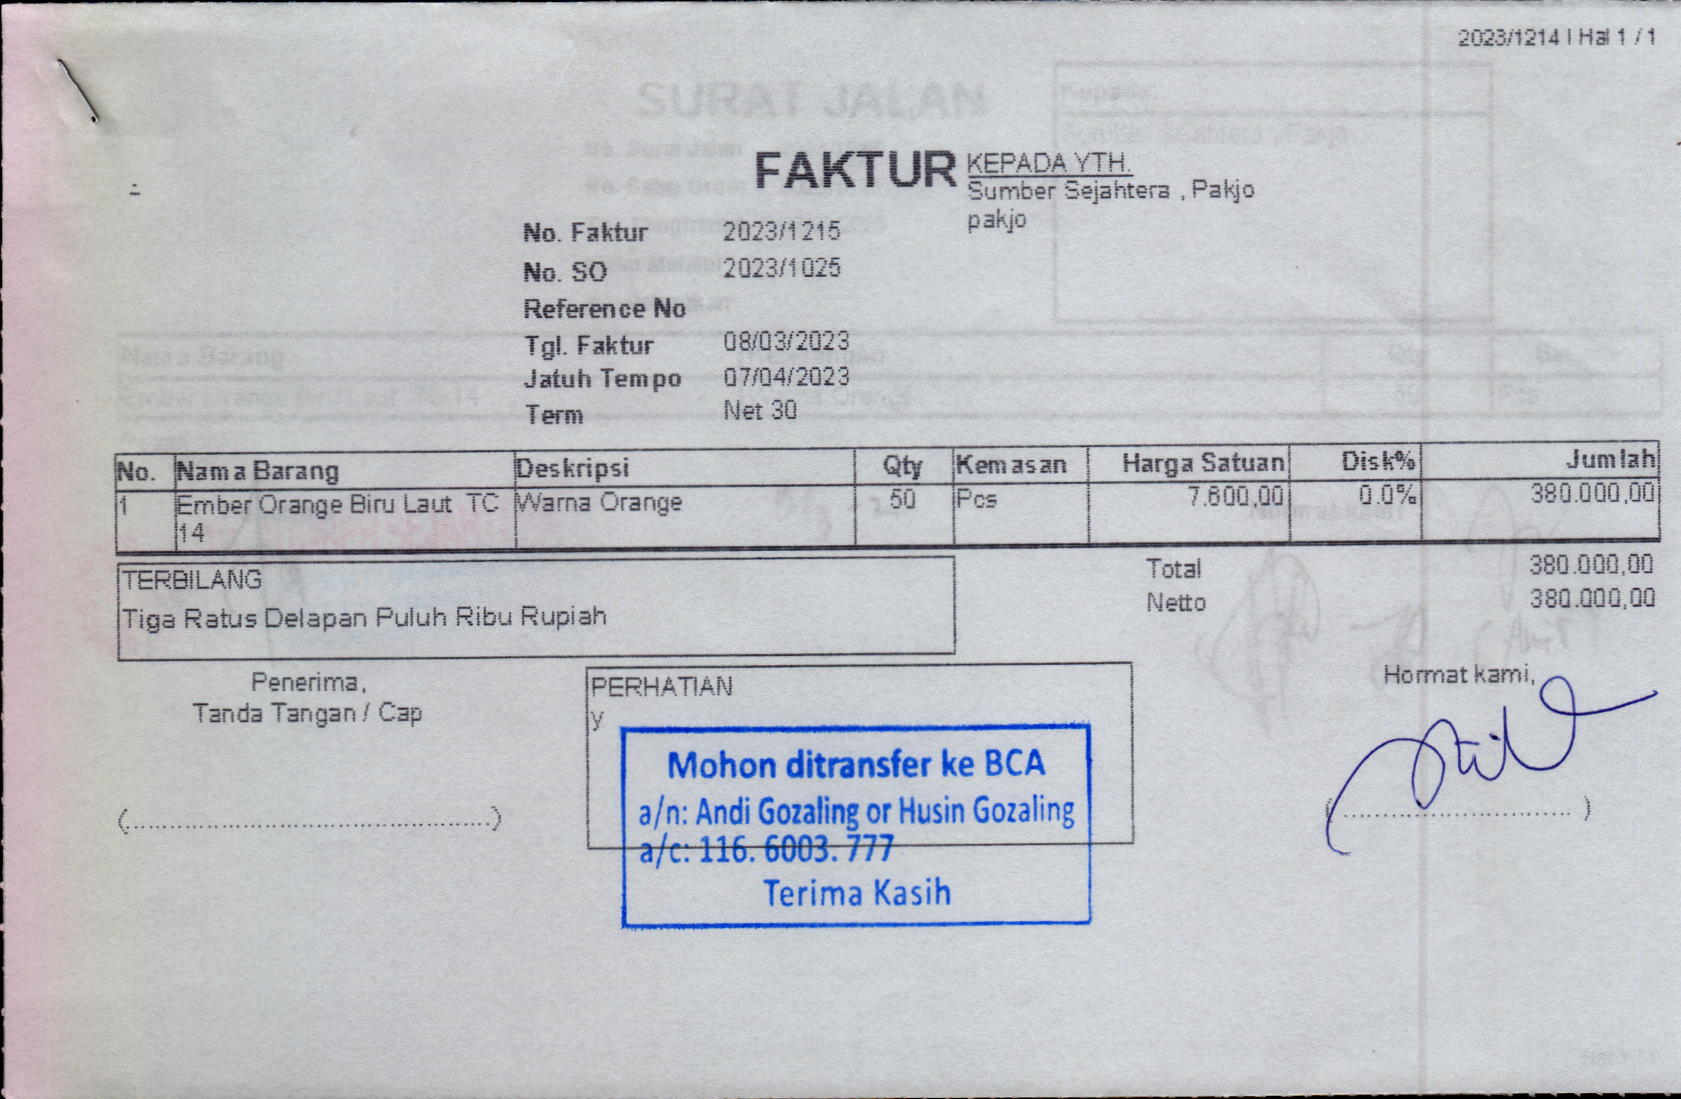 2023/1214 | Hal 1 / 1
SURAT JALAN
FAKTUR
KEPADA YTH.
Sumber Sejahtera , Pakjo
pakjo
No. Faktur 2023/1215
No. SO 2023/1025
Reference No
Tgl. Faktur 08/03/2023
Jatuh Tempo 07/04/2023
Term Net 30
No. Nama Barang Deskripsi Qty Kemasan Harga Satuan Disk% Jumlah
1 Ember Orange Biru Laut TC Warna Orange 50 Pcs 7.600,00 0.0% 380.000,00
14
TERBILANG
Tiga Ratus Delapan Puluh Ribu Rupiah
Total 380.000,00
Netto 380.000,00
Penerima,
Tanda Tangan / Cap
PERHATIAN
y
Mohon ditransfer ke BCA
a/n: Andi Gozaling or Husin Gozaling
a/c: 116. 6003. 777
Terima Kasih
Hormat kami,